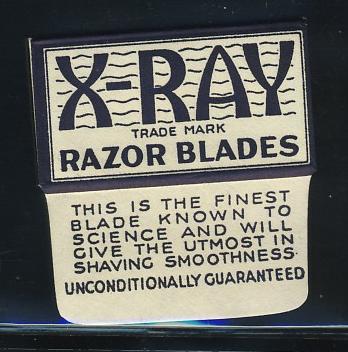 X-RAY
TRADE MARK
RAZOR BLADES
THIS IS THE FINEST
BLADE KNOWN TO
SCIENCE AND WILL
GIVE THE UTMOST IN
SHAVING SMOOTHNESS.
UNCONDITIONALLY GUARANTEED